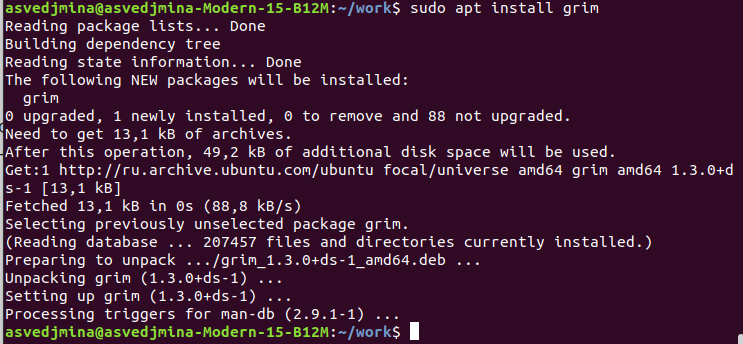 asvedjmina@asvedjmina-Modern-15-B12M:~/work$ sudo apt install grim
Reading package lists... Done
Building dependency tree
Reading state information... Done
The following NEW packages will be installed:
  grim
0 upgraded, 1 newly installed, 0 to remove and 88 not upgraded.
Need to get 13,1 kB of archives.
After this operation, 49,2 kB of additional disk space will be used.
Get:1 http://ru.archive.ubuntu.com/ubuntu focal/universe amd64 grim amd64 1.3.0+d
s-1 [13,1 kB]
Fetched 13,1 kB in 0s (88,8 kB/s)
Selecting previously unselected package grim.
(Reading database ... 207457 files and directories currently installed.)
Preparing to unpack .../grim_1.3.0+ds-1_amd64.deb ...
Unpacking grim (1.3.0+ds-1) ...
Setting up grim (1.3.0+ds-1) ...
Processing triggers for man-db (2.9.1-1) ...
asvedjmina@asvedjmina-Modern-15-B12M:~/work$